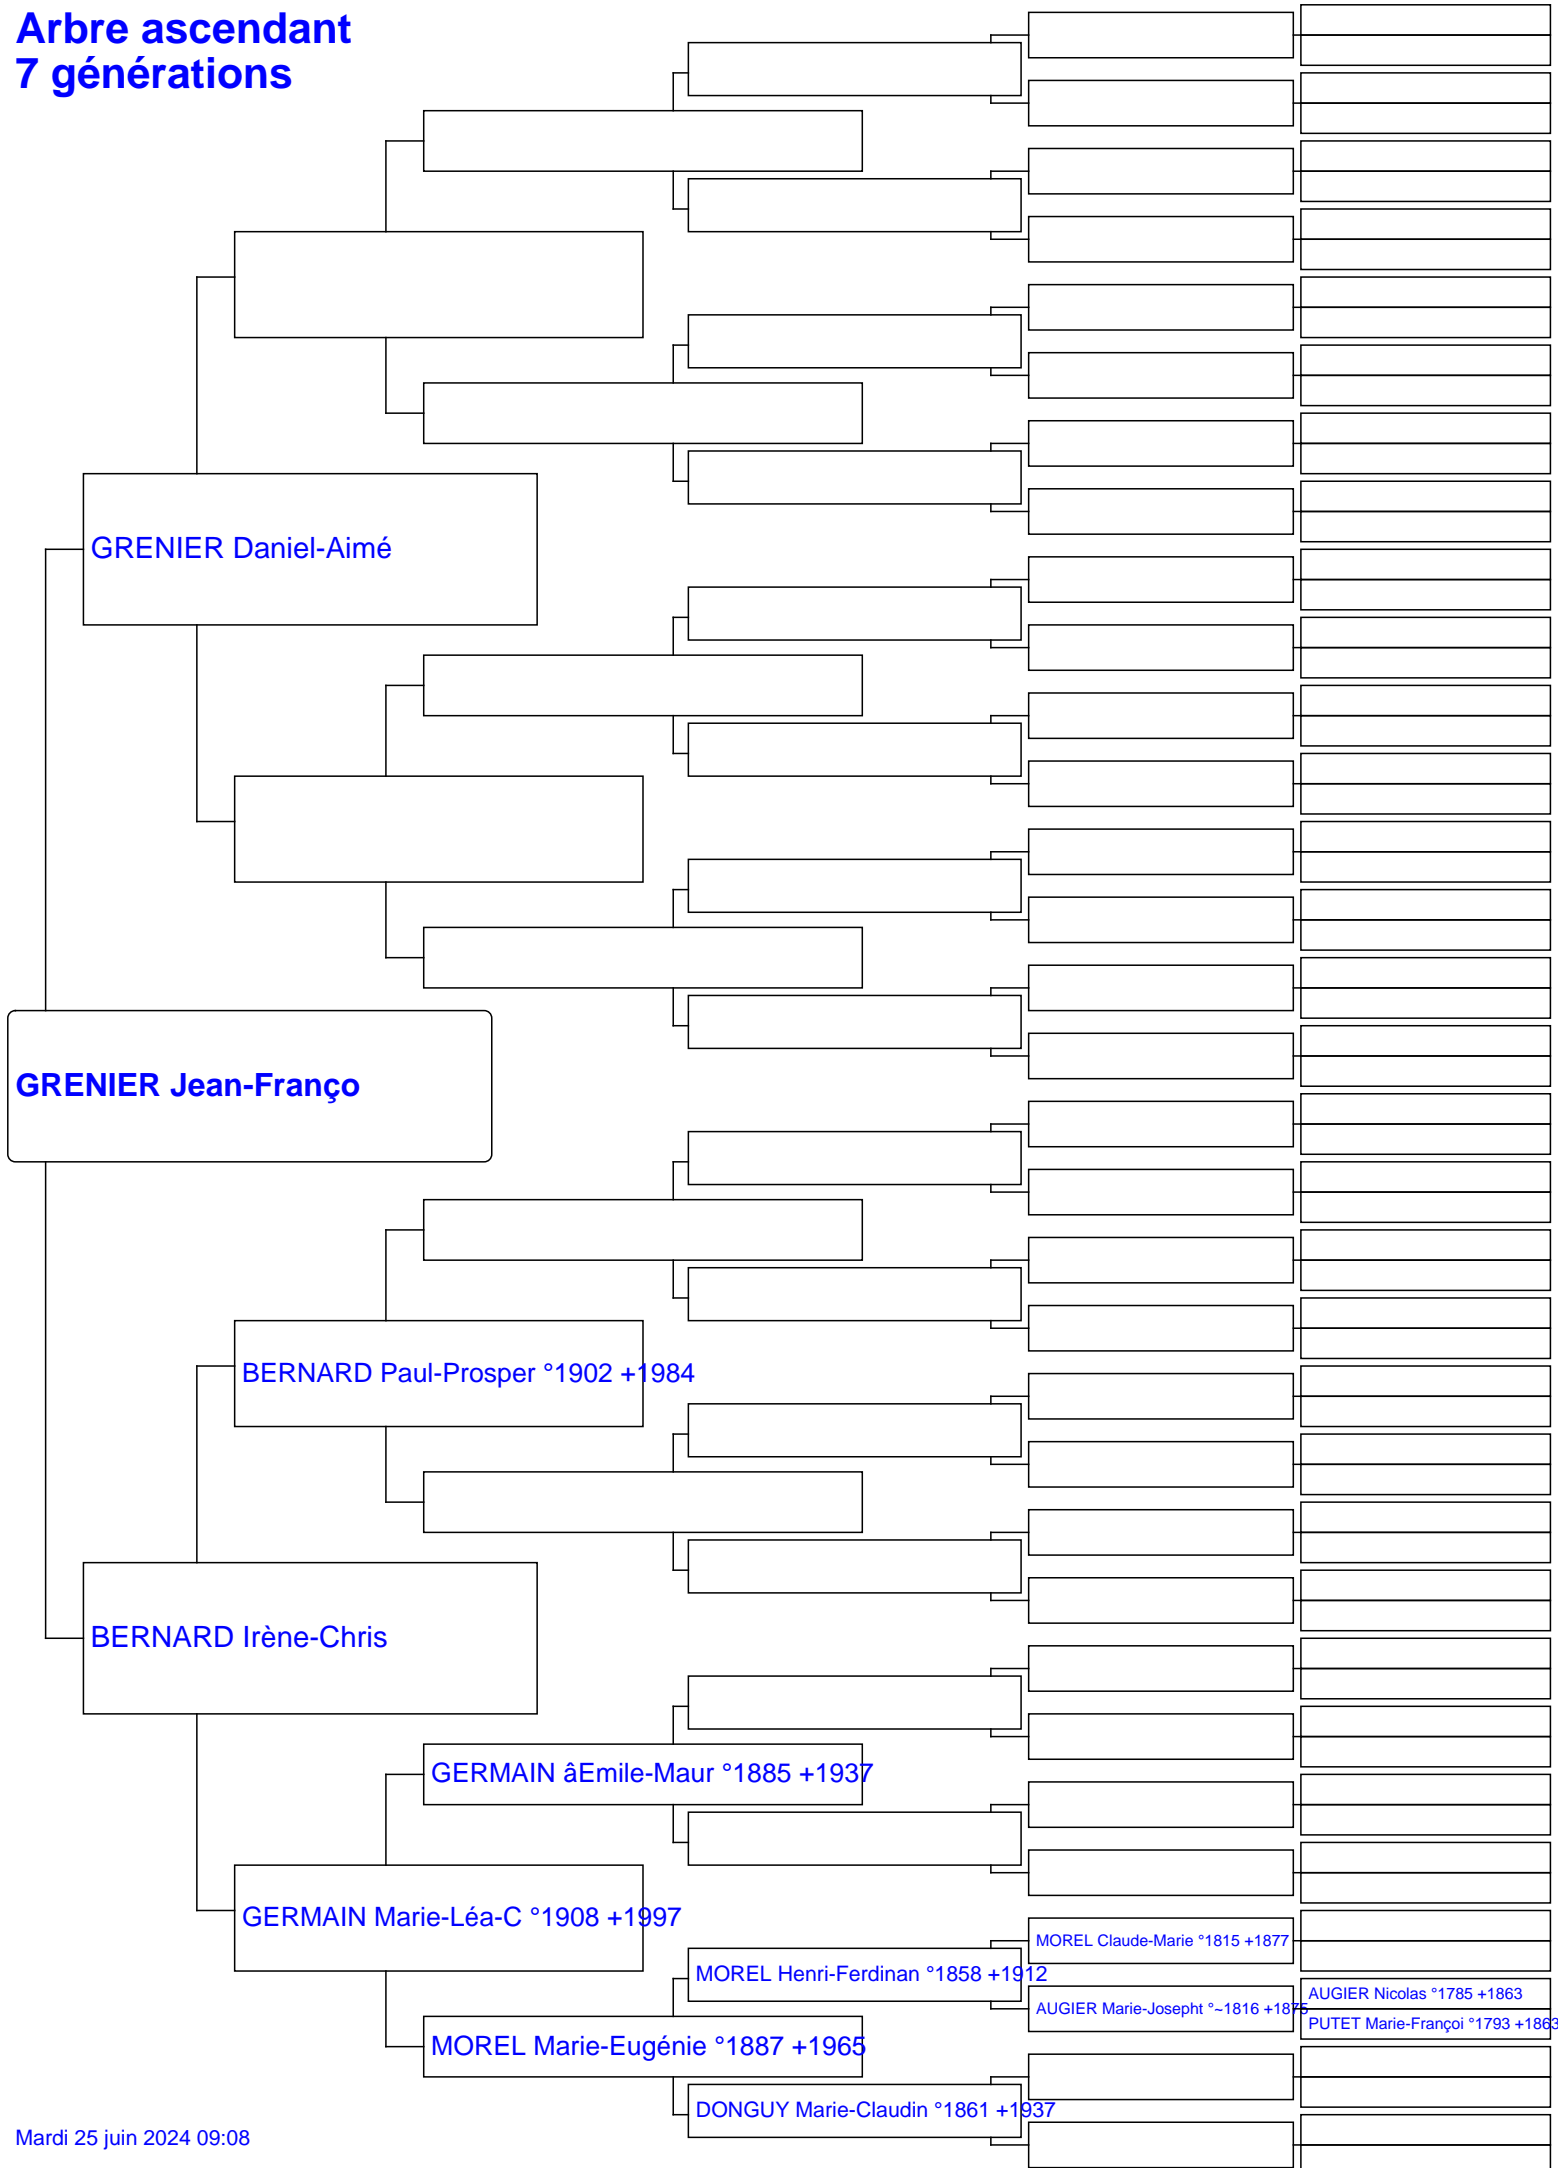 Arbre ascendant
7 générations
GRENIER Daniel-Aimé
GRENIER Jean-Franço
BERNARD Paul-Prosper °1902 +1984
BERNARD Irène-Chris
GERMAIN âEmile-Maur °1885 +1937
GERMAIN Marie-Léa-C °1908 +1997
MOREL Claude-Marie °1815 +1877
MOREL Henri-Ferdinan °1858 +1912
AUGIER Nicolas °1785 +1863
AUGIER Marie-Josepht °~1816 +1875
PUTET Marie-Françoi °1793 +1863
MOREL Marie-Eugénie °1887 +1965
DONGUY Marie-Claudin °1861 +1937
Mardi 25 juin 2024 09:08